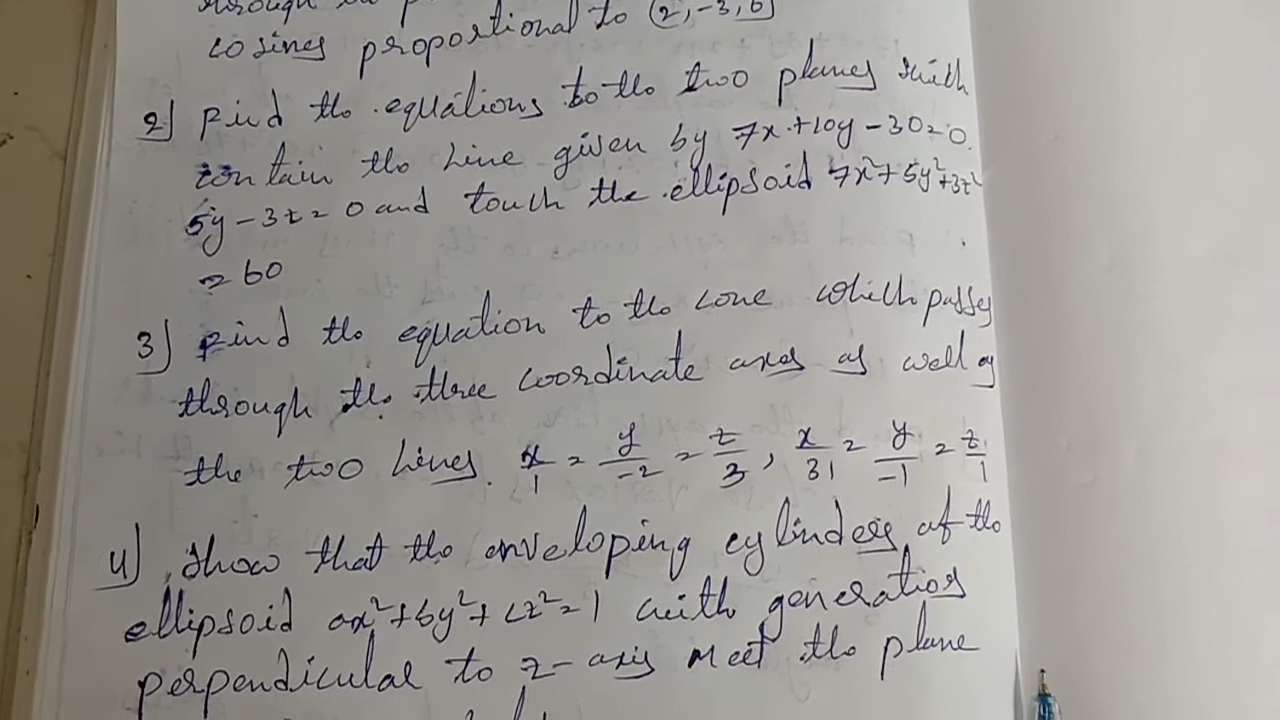 through
cosines proportional to (2,-3,6)
2) Find the equations to the two planes which
contain the line given by 7x+10y-30=0.
5y-3z=0 and touch the ellipsoid 7x²+5y²+3z²
=60
3) Find the equation to the cone which passes
through the three coordinate axes as well as
the two lines. x/1 = y/-2 = z/3, x/3 = y/-1 = z/1
4) Show that the enveloping cylinders of the
ellipsoid ax²+by²+cz²=1 with generatios
perpendicular to z-axis meet the plane